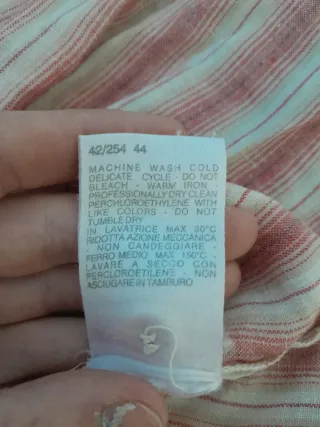 42/254 44
MACHINE WASH COLD
DELICATE CYCLE - DO NOT
BLEACH - WARM IRON -
PROFESSIONALLY DRY CLEAN
PERCHLOROETHYLENE WITH
LIKE COLORS - DO NOT
TUMBLE DRY
IN LAVATRICE MAX 30°C
RIDOTTA AZIONE MECCANICA
- NON CANDEGGIARE -
FERRO MEDIO MAX 150°C -
LAVARE A SECCO CON
PERCLOROETILENE - NON
ASCIUGARE IN TAMBURO